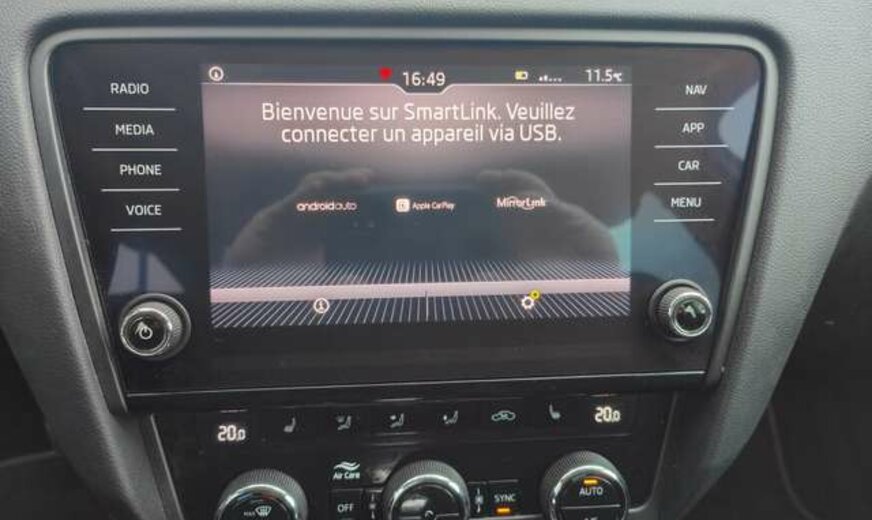 RADIO
MEDIA
PHONE
VOICE
16:49
11.5°C
Bienvenue sur SmartLink. Veuillez
connecter un appareil via USB.
androidauto
Apple CarPlay
MirrorLink
NAV
APP
CAR
MENU
20.0
20.0
Air Care
MAX
OFF
SYNC
AUTO